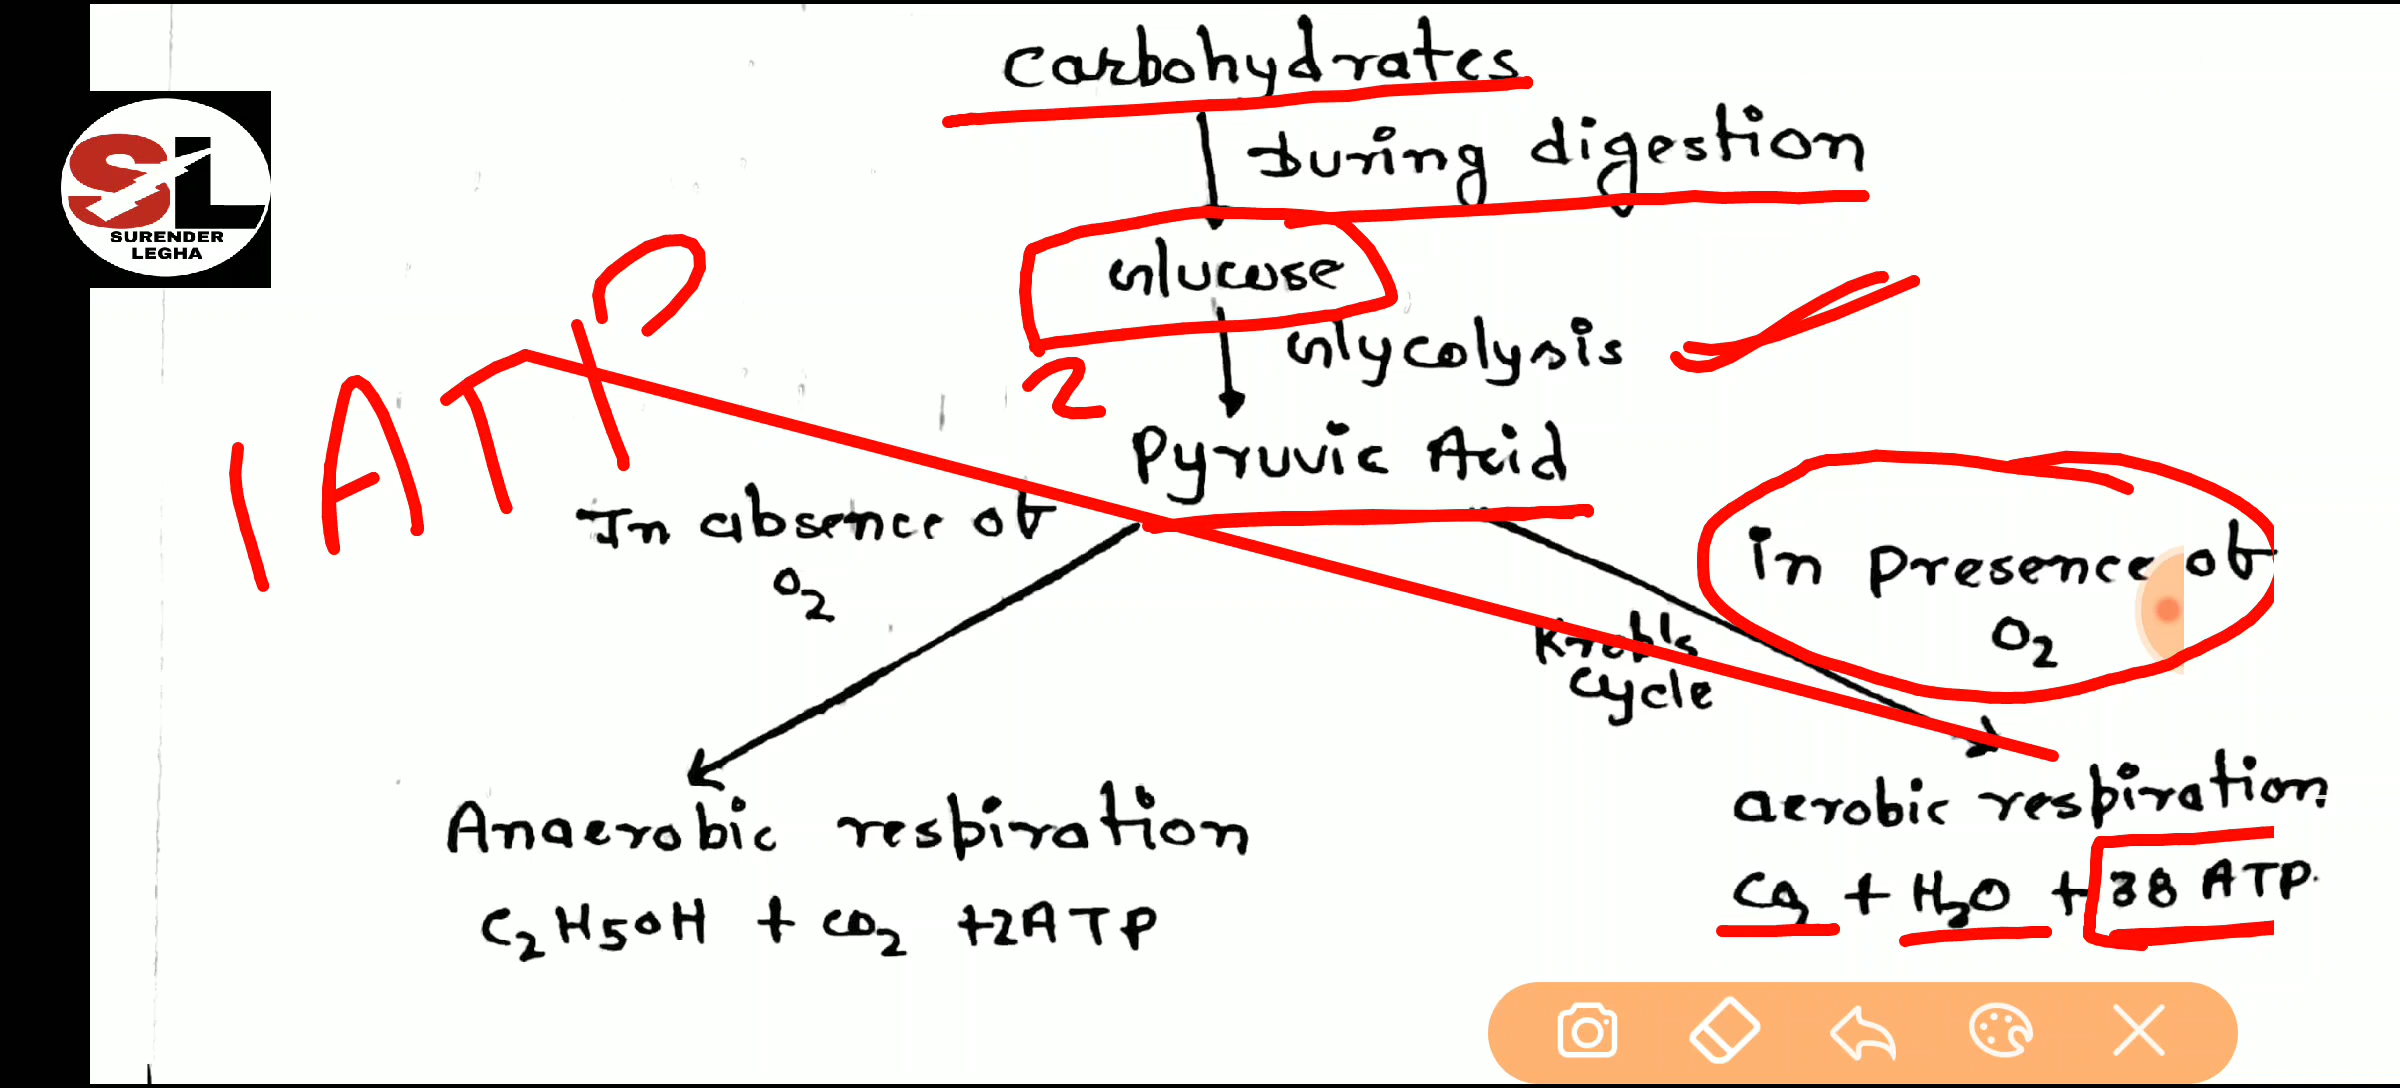 Carbohydrates
During digestion
Glucose
2
Glycolysis
1 ATP
Pyruvic Acid
In absence of
O2
in presence of
O2
Kreb's
cycle
Anaerobic respiration
C2H5OH + CO2 +2ATP
aerobic respiration
CO2 + H2O + 38 ATP.
SL
SURENDER
LEGHA